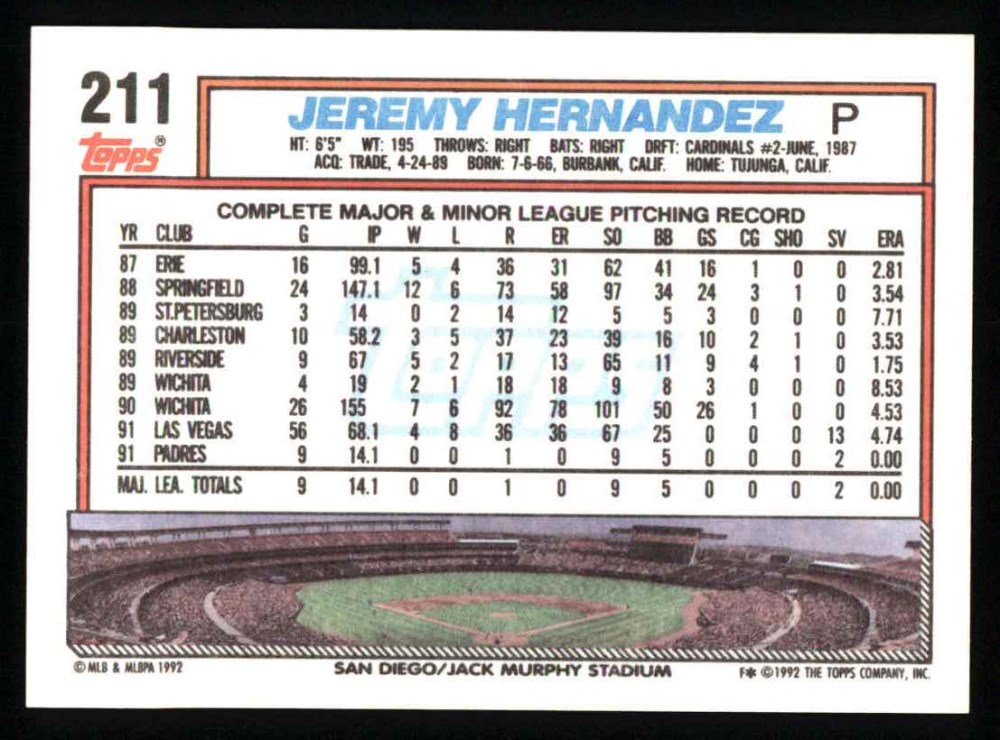 211
Topps®
JEREMY HERNANDEZ P
HT: 6'5" WT: 195 THROWS: RIGHT BATS: RIGHT DRFT: CARDINALS #2-JUNE, 1987
ACQ: TRADE, 4-24-89 BORN: 7-6-66, BURBANK, CALIF. HOME: TUJUNGA, CALIF.
COMPLETE MAJOR & MINOR LEAGUE PITCHING RECORD
YR CLUB G IP W L R ER SO BB GS CG SHO SV ERA
87 ERIE 16 99.1 5 4 36 31 62 41 16 1 0 0 2.81
88 SPRINGFIELD 24 147.1 12 6 73 58 97 34 24 3 1 0 3.54
89 ST.PETERSBURG 3 14 0 2 14 12 5 5 3 0 0 0 7.71
89 CHARLESTON 10 58.2 3 5 37 23 39 16 10 2 1 0 3.53
89 RIVERSIDE 9 67 5 2 17 13 65 11 9 4 1 0 1.75
89 WICHITA 4 19 2 1 18 18 9 8 3 0 0 0 8.53
90 WICHITA 26 155 7 6 92 78 101 50 26 1 0 0 4.53
91 LAS VEGAS 56 68.1 4 8 36 36 67 25 0 0 0 13 4.74
91 PADRES 9 14.1 0 0 1 0 9 5 0 0 0 2 0.00
MAJ. LEA. TOTALS 9 14.1 0 0 1 0 9 5 0 0 0 2 0.00
Topps
© MLB & MLBPA 1992 SAN DIEGO/JACK MURPHY STADIUM F* © 1992 THE TOPPS COMPANY, INC.